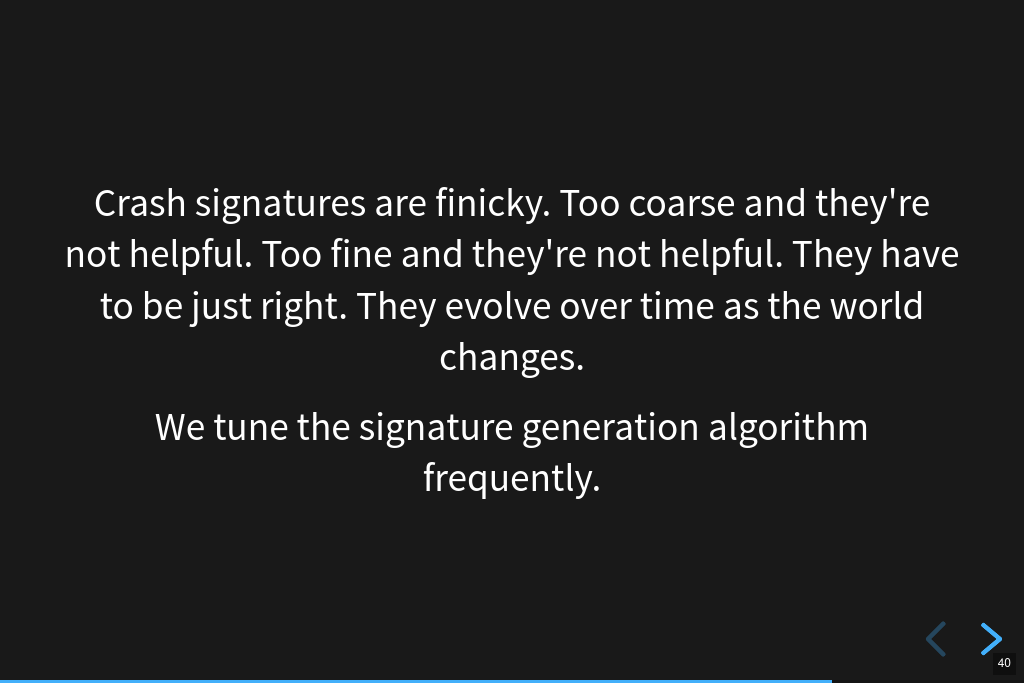 Crash signatures are finicky. Too coarse and they're
not helpful. Too fine and they're not helpful. They have
to be just right. They evolve over time as the world
changes.
We tune the signature generation algorithm
frequently.
40